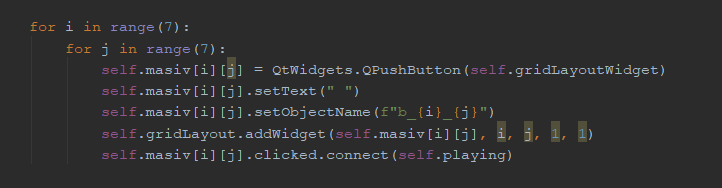 for i in range(7):
    for j in range(7):
        self.masiv[i][j] = QtWidgets.QPushButton(self.gridLayoutWidget)
        self.masiv[i][j].setText(" ")
        self.masiv[i][j].setObjectName(f"b_{i}_{j}")
        self.gridLayout.addWidget(self.masiv[i][j], i, j, 1, 1)
        self.masiv[i][j].clicked.connect(self.playing)